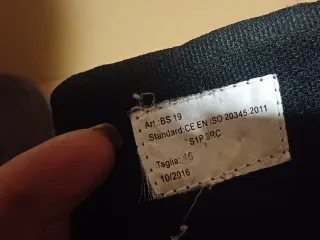 Art.:BS 19
Standard:CE EN ISO 20345:2011
S1P SRC
Taglia:
10/2016